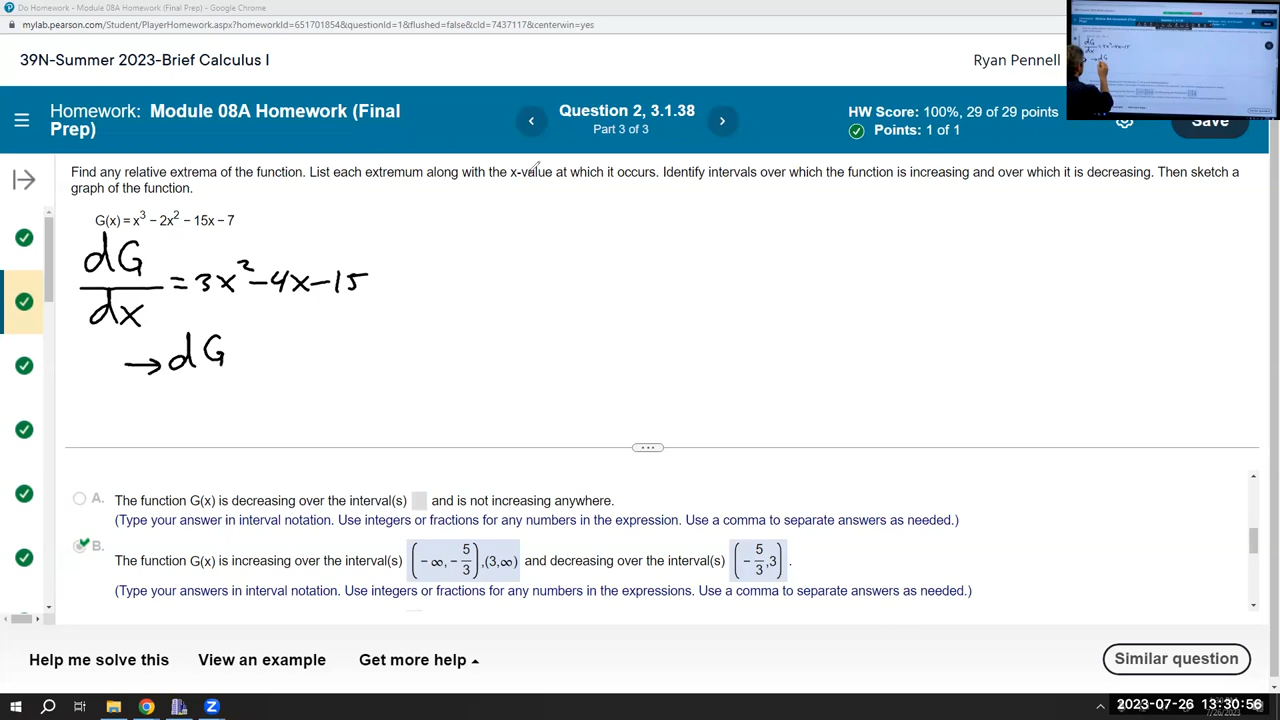 Do Homework - Module 08A Homework (Final Prep) - Google Chrome
mylab.pearson.com/Student/PlayerHomework.aspx?homeworkId=651701854&questionId=1&flushed=false&cId=7437117&
39N-Summer 2023-Brief Calculus I
Ryan Pennell
Homework: Module 08A Homework (Final Prep)
Question 2, 3.1.38
Part 3 of 3
HW Score: 100%, 29 of 29 points
Points: 1 of 1
Save
Find any relative extrema of the function. List each extremum along with the x-value at which it occurs. Identify intervals over which the function is increasing and over which it is decreasing. Then sketch a
graph of the function.
G(x) = x³ − 2x² − 15x − 7
dG/dx = 3x² − 4x − 15
→ dG
A. The function G(x) is decreasing over the interval(s) and is not increasing anywhere.
(Type your answer in interval notation. Use integers or fractions for any numbers in the expression. Use a comma to separate answers as needed.)
B. The function G(x) is increasing over the interval(s) (−∞, −5/3),(3,∞) and decreasing over the interval(s) (−5/3,3).
(Type your answer in interval notation. Use integers or fractions for any numbers in the expressions. Use a comma to separate answers as needed.)
Help me solve this
View an example
Get more help
Similar question
2023-07-26 13:30:56